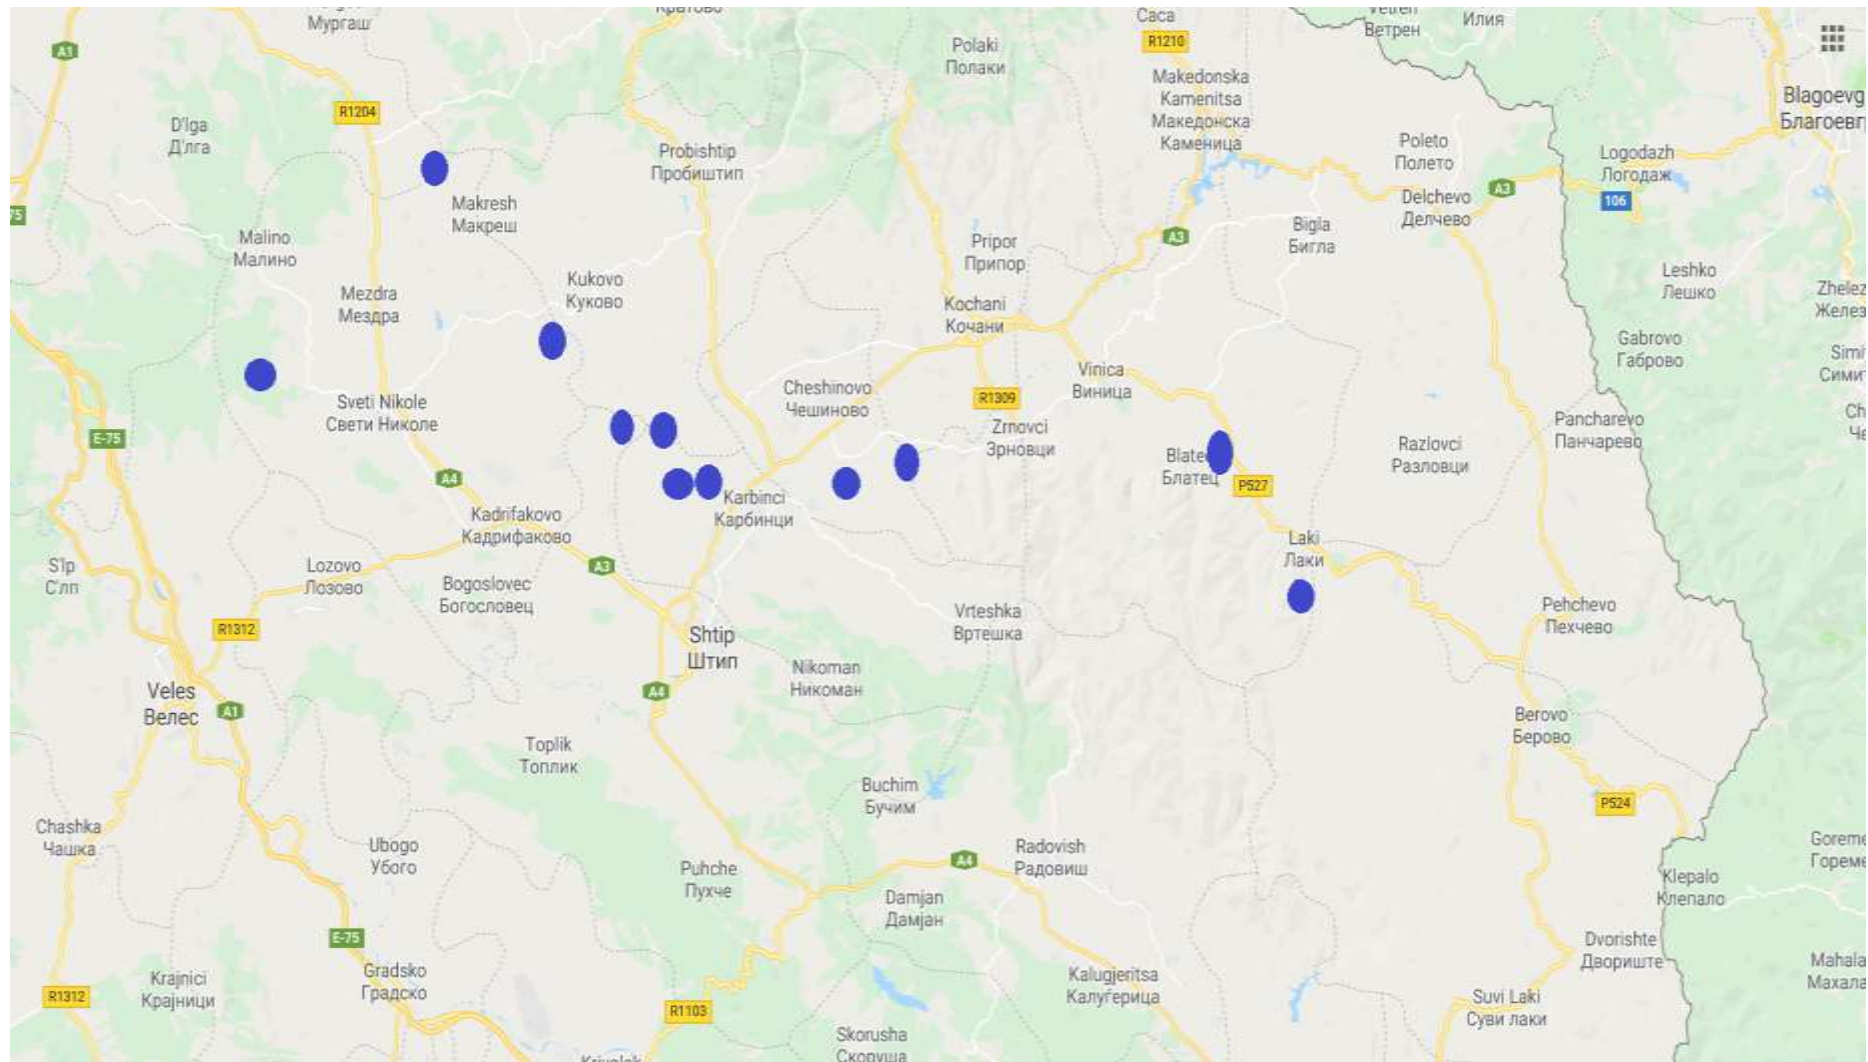 Мургаш
Кратово
Caca
Саса
R1210
Ветрен
Илия
A1
Polaki
Полаки
Makedonska
Kamenitsa
Македонска
Каменица
Blagoevg
Благоевг
R1204
D'lga
Д'лга
Probishtip
Пробиштип
Poleto
Полето
Logodazh
Логодаж
Delchevo
Делчево
A3
106
75
Makresh
Макреш
Malino
Малино
Pripor
Припор
A3
Bigla
Бигла
Leshko
Лешко
Kukovo
Куково
Mezdra
Мездра
Kochani
Кочани
Zhelez
Желез
Gabrovo
Габрово
Simi
Симит
Vinica
Виница
Cheshinovo
Чешиново
R1309
Sveti Nikole
Свети Николе
Zrnovci
Зрновци
Pancharevo
Панчарево
E-75
Razlovci
Разловци
Blatec
Блатец
P527
A4
Karbinci
Карбинци
Kadrifakovo
Кадрифаково
Laki
Лаки
S'lp
С'лп
Lozovo
Лозово
A3
Bogoslovec
Богословец
Vrteshka
Вртешка
Pehchevo
Пехчево
R1312
Shtip
Штип
Nikoman
Никоман
Veles
Велес
A1
A4
Berovo
Берово
Toplik
Топлик
Buchim
Бучим
P524
Chashka
Чашка
Ubogo
Убого
Puhche
Пухче
A4
Radovish
Радовиш
Goreme
Гореме
Klepalo
Клепало
Damjan
Дамјан
E-75
Dvorishte
Двориште
Krajnici
Крајници
Gradsko
Градско
Kalugjeritsa
Калуѓерица
Mahala
Махала
R1312
R1103
Suvi Laki
Суви лаки
Skorusha
Скоруша